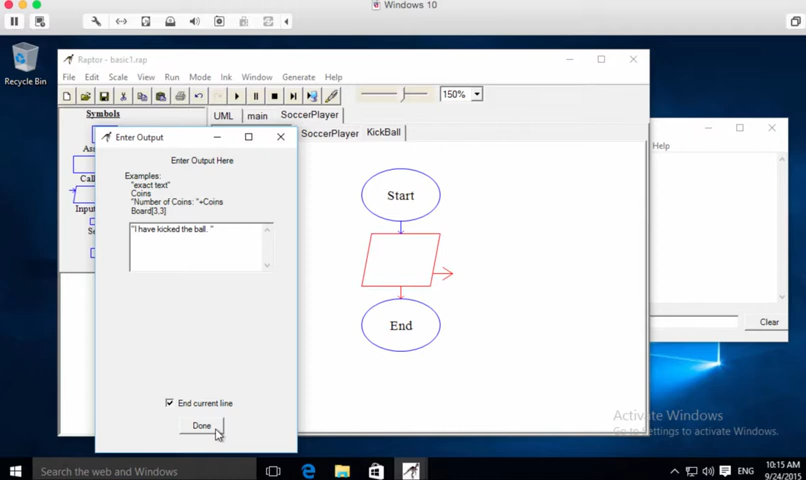 Windows 10
Recycle Bin
Raptor - basic1.rap
File Edit Scale View Run Mode Ink Window Generate Help
150%
Symbols
UML main SoccerPlayer
SoccerPlayer KickBall
Enter Output
Enter Output Here
Examples:
"exact text"
Coins
"Number of Coins: "+Coins
Board[3,3]
"I have kicked the ball. "
End current line
Done
Start
End
Help
Clear
Activate Windows
Go to Settings to activate Windows.
Search the web and Windows
ENG
10:15 AM
9/24/2015